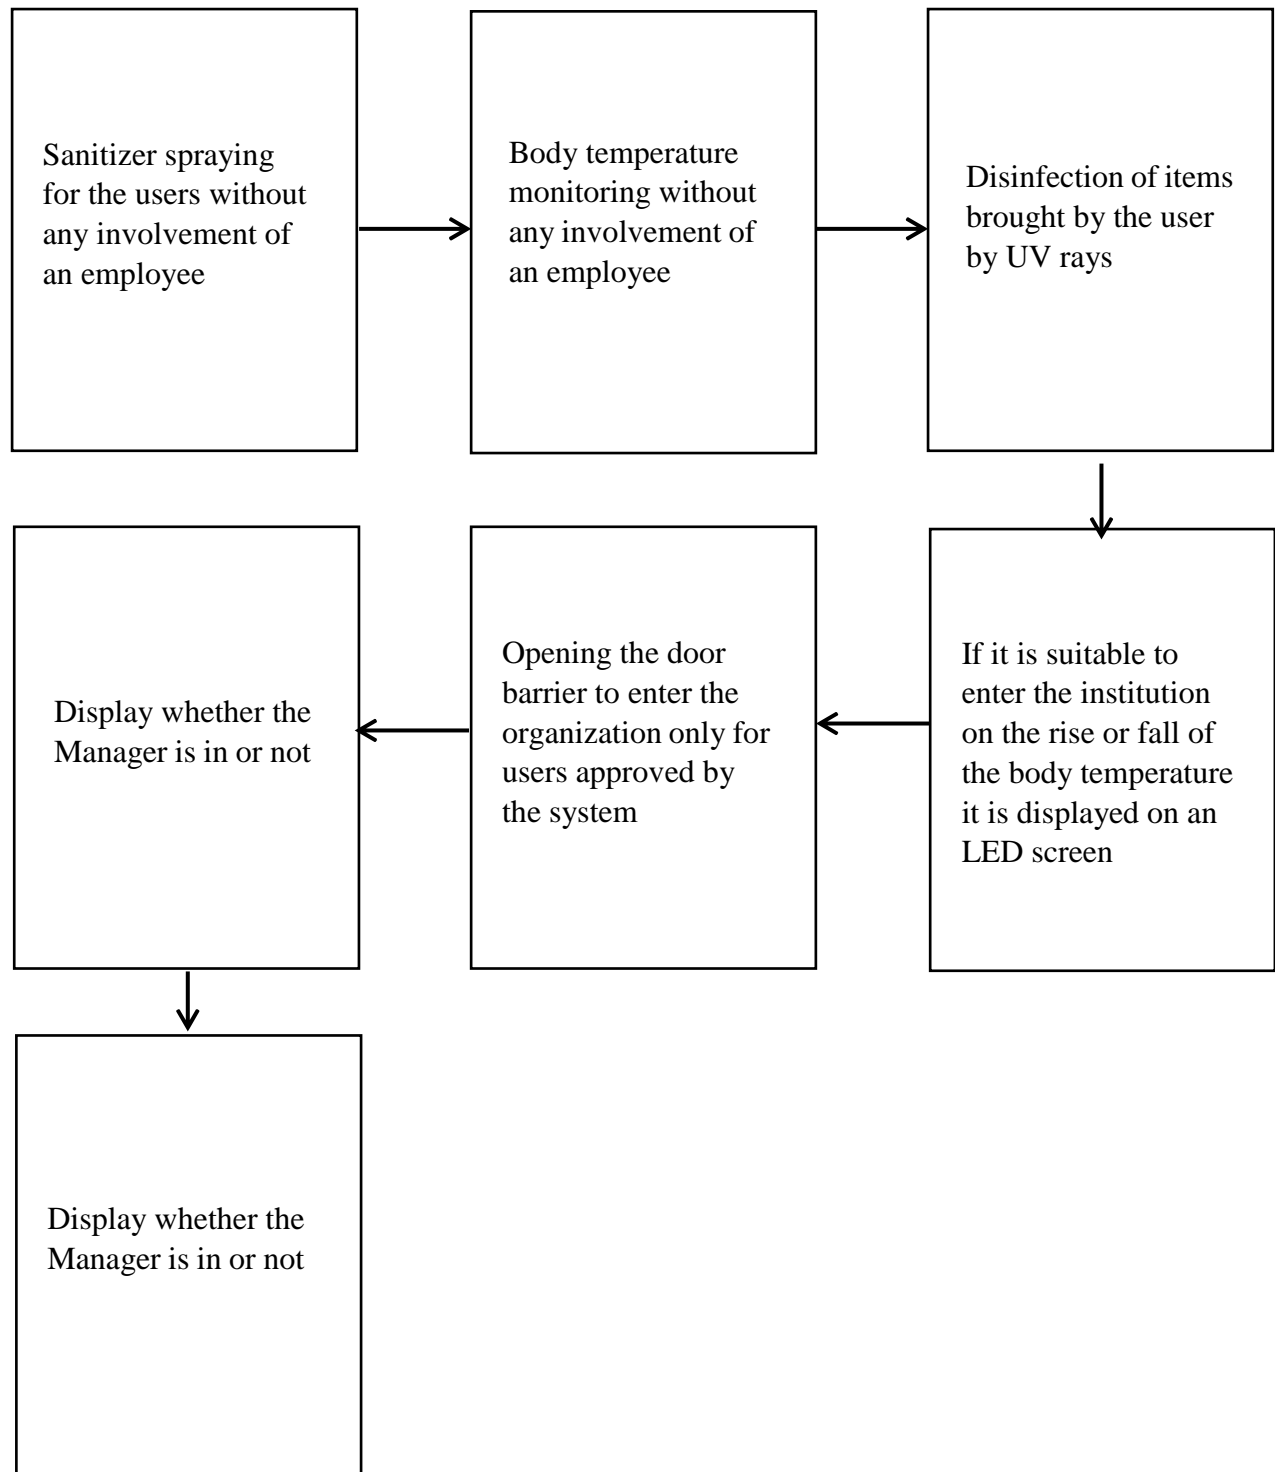 Sanitizer spraying
for the users without
any involvement of
an employee
Body temperature
monitoring without
any involvement of
an employee
Disinfection of items
brought by the user
by UV rays
If it is suitable to
enter the institution
on the rise or fall of
the body temperature
it is displayed on an
LED screen
Opening the door
barrier to enter the
organization only for
users approved by
the system
Display whether the
Manager is in or not
Display whether the
Manager is in or not